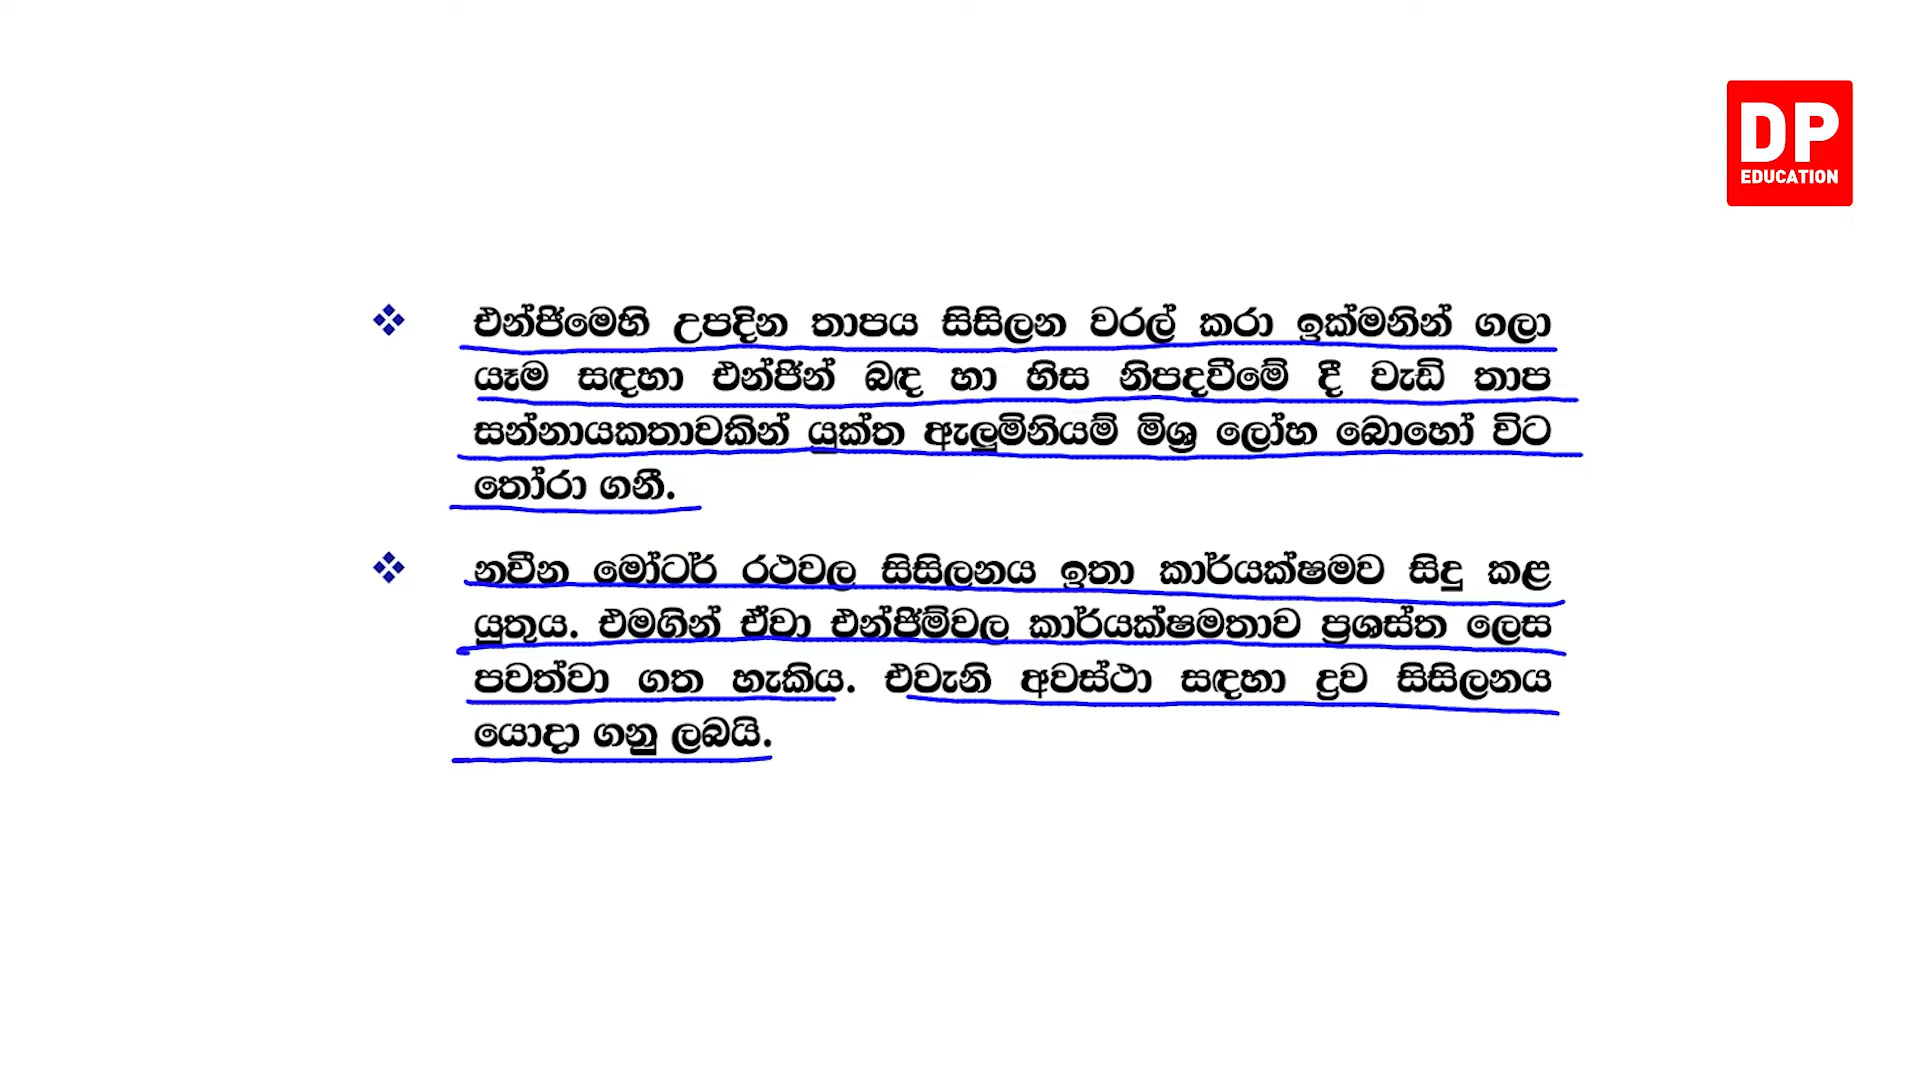 DP
EDUCATION
එන්ජිමෙහි උපදින තාපය සිසිලන වරල් කරා ඉක්මනින් ගලා
යෑම සඳහා එන්ජින් බඳ හා හිස නිපදවීමේ දී වැඩි තාප
සන්නායකතාවකින් යුක්ත ඇලුමිනියම් මිශ්‍ර ලෝහ බොහෝ විට
තෝරා ගනී.
නවීන මෝටර් රථවල සිසිලනය ඉතා කාර්යක්ෂමව සිදු කළ
යුතුය. එමගින් ඒවා එන්ජිම්වල කාර්යක්ෂමතාව ප්‍රශස්ත ලෙස
පවත්වා ගත හැකිය. එවැනි අවස්ථා සඳහා ද්‍රව සිසිලනය
යොදා ගනු ලබයි.